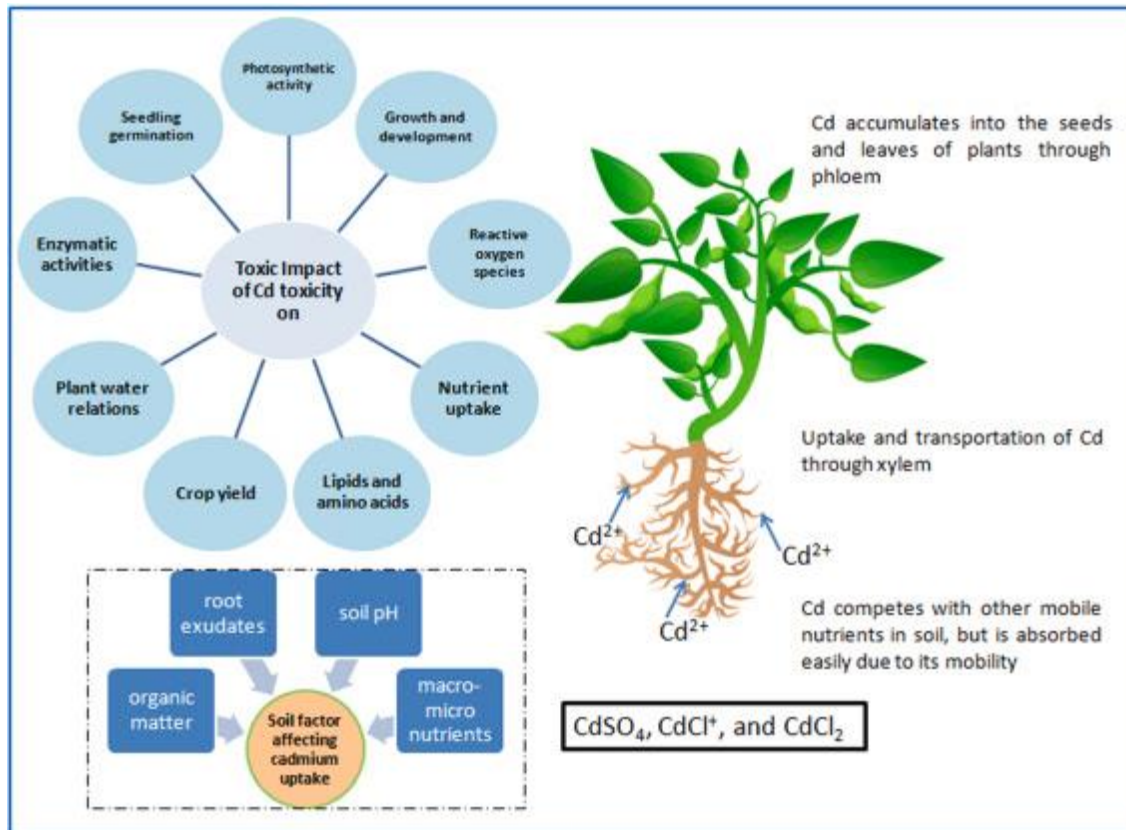 Photosynthetic
activity
Seedling
germination
Growth and
development
Enzymatic
activities
Toxic Impact
of Cd toxicity
on
Reactive
oxygen
species
Plant water
relations
Nutrient
uptake
Crop yield
Lipids and
amino acids
root
exudates
soil pH
organic
matter
macro-
micro
nutrients
Soil factor
affecting
cadmium
uptake
Cd accumulates into the seeds
and leaves of plants through
phloem
Uptake and transportation of Cd
through xylem
Cd²⁺
Cd²⁺
Cd²⁺
Cd competes with other mobile
nutrients in soil, but is absorbed
easily due to its mobility
CdSO₄, CdCl⁺, and CdCl₂